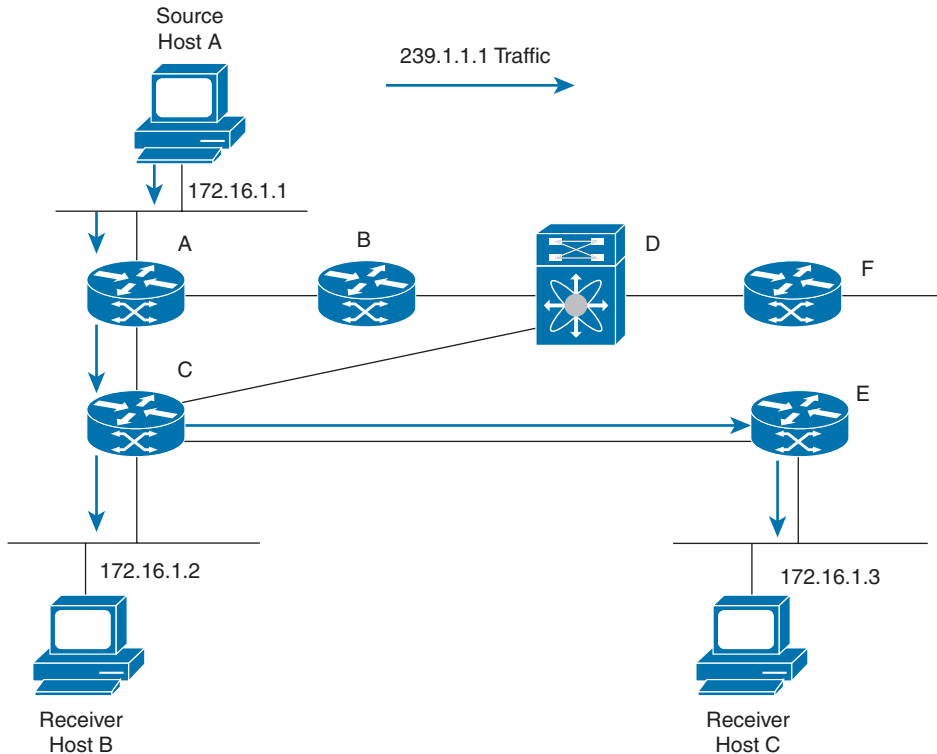 Source
Host A
239.1.1.1 Traffic
172.16.1.1
A
B
D
F
C
E
172.16.1.2
172.16.1.3
Receiver
Host B
Receiver
Host C